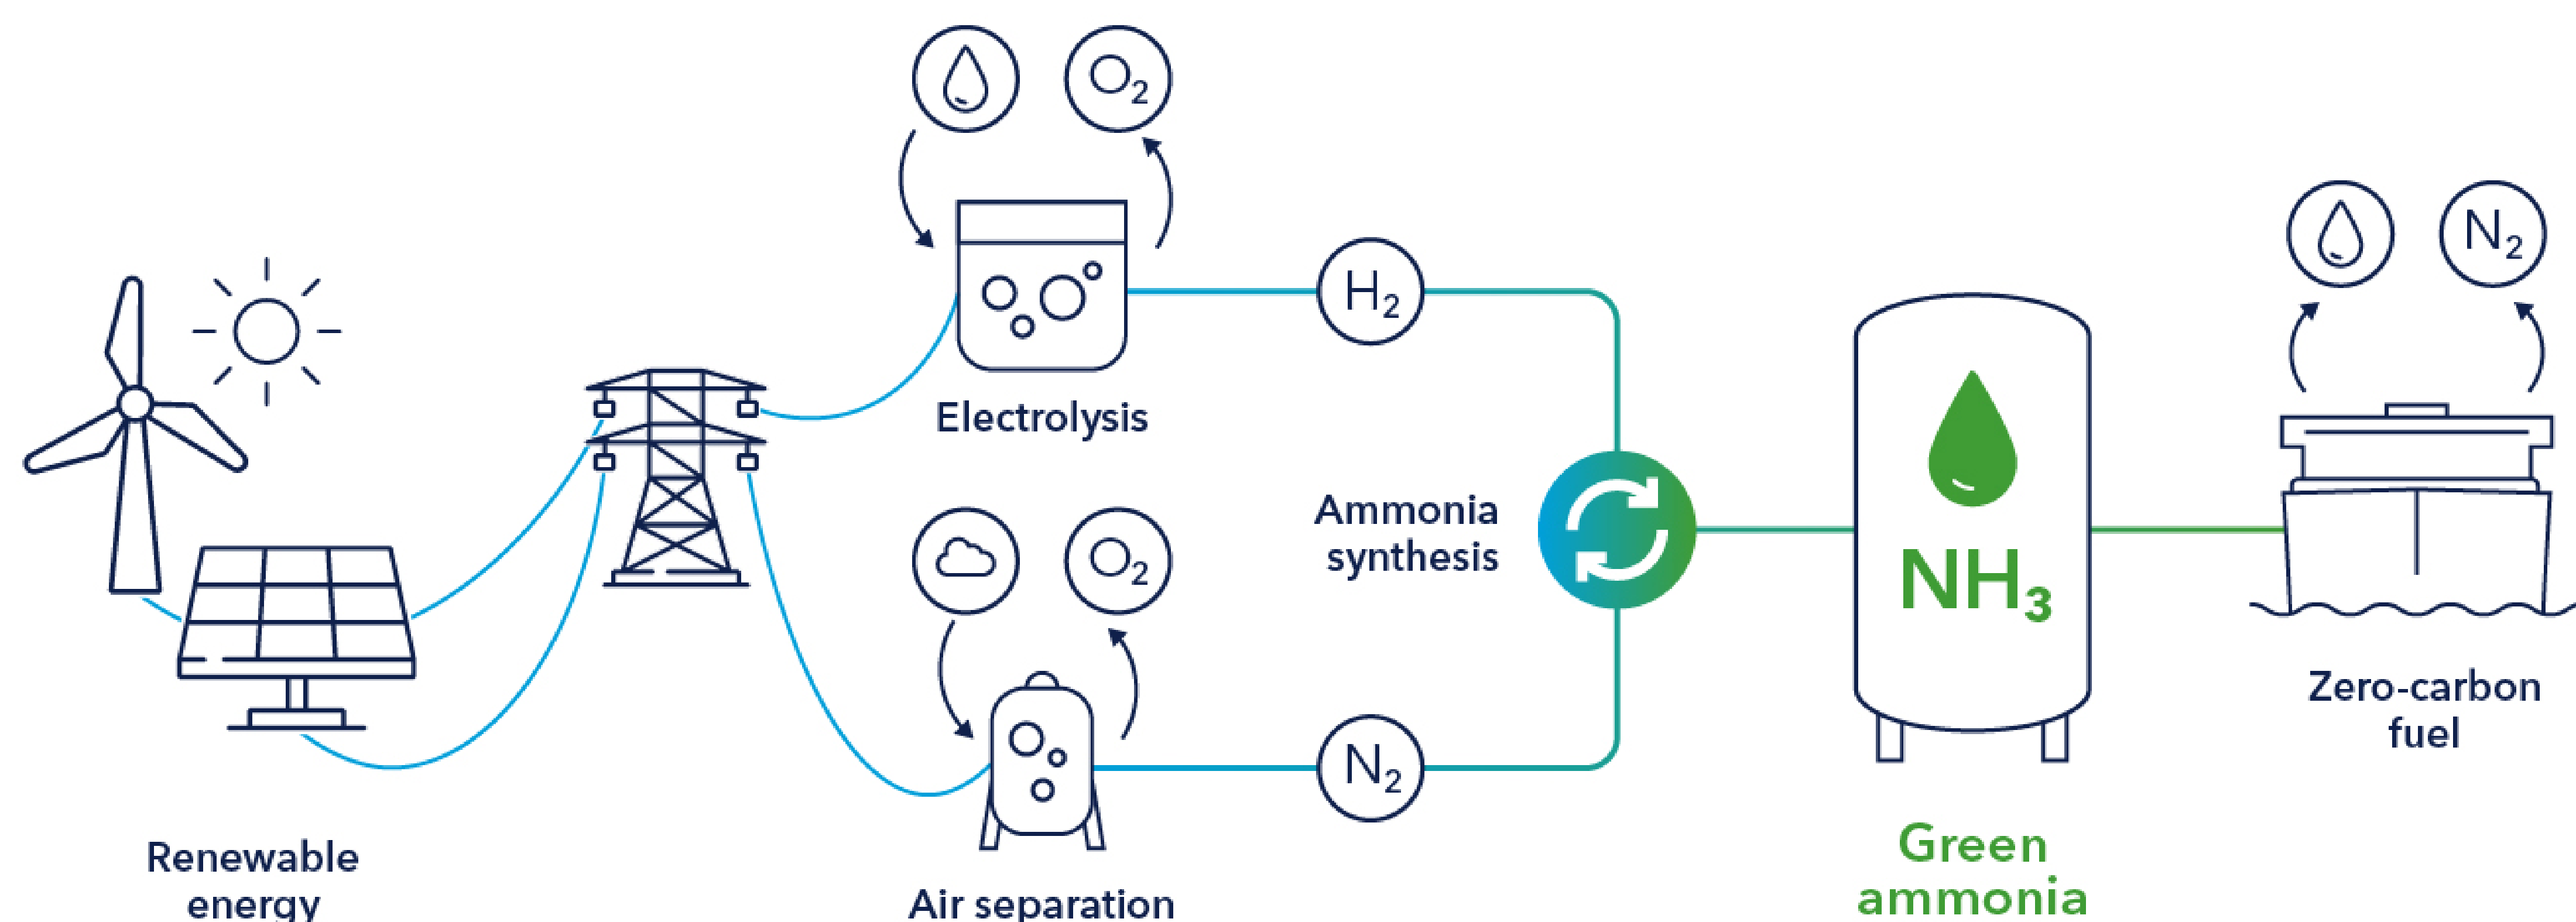 O₂
N₂
H₂
Electrolysis
Ammonia
synthesis
O₂
NH₃
Zero-carbon
fuel
N₂
Renewable
energy
Air separation
Green
ammonia